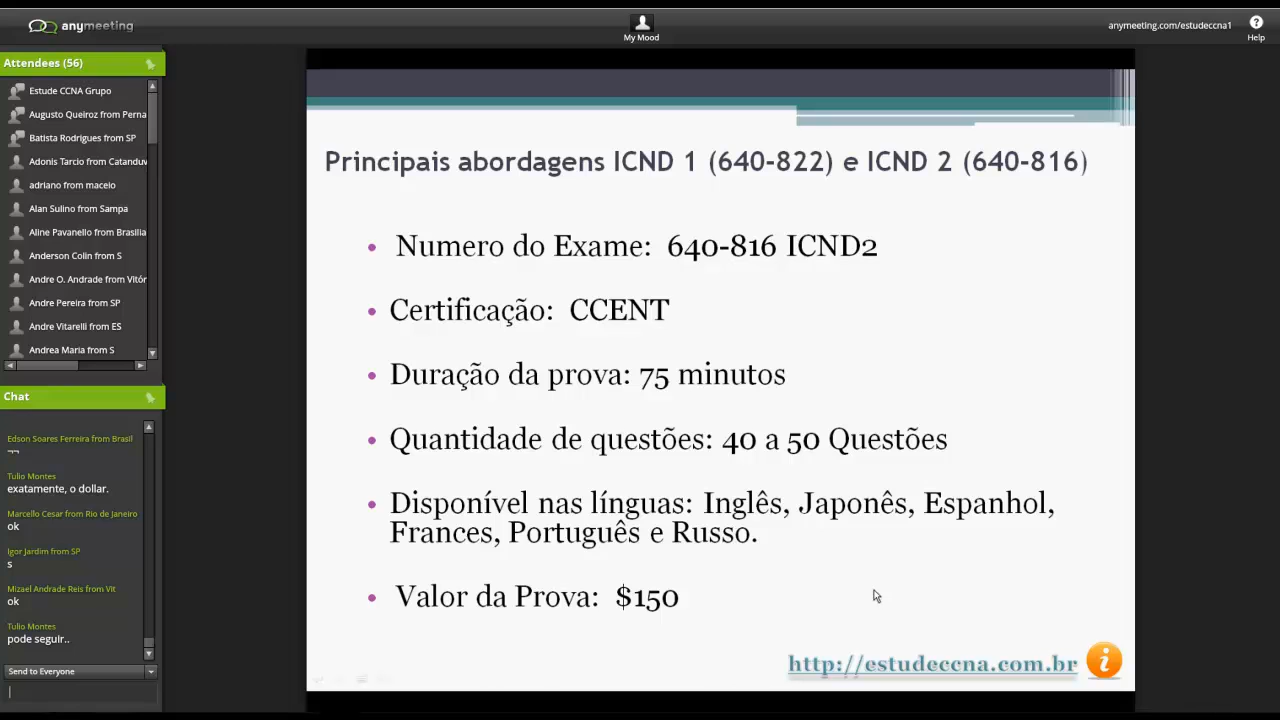 anymeeting
My Mood
anymeeting.com/estudeccna1
Help
Attendees (56)
Estude CCNA Grupo
Augusto Queiroz from Perna
Batista Rodrigues from SP
Adonis Tarcio from Catanduv
adriano from maceio
Alan Sulino from Sampa
Aline Pavanello from Brasilia
Anderson Colin from S
Andre O. Andrade from Vitór
Andre Pereira from SP
Andre Vitarelli from ES
Andrea Maria from S
Chat
Edson Soares Ferreira from Brasil
Tulio Montes
exatamente, o dollar.
Marcello Cesar from Rio de Janeiro
ok
Igor Jardim from SP
s
Mizael Andrade Reis from Vit
ok
Tulio Montes
pode seguir..
Send to Everyone
Principais abordagens ICND 1 (640-822) e ICND 2 (640-816)
• Numero do Exame: 640-816 ICND2
• Certificação: CCENT
• Duração da prova: 75 minutos
• Quantidade de questões: 40 a 50 Questões
• Disponível nas línguas: Inglês, Japonês, Espanhol,
Frances, Português e Russo.
• Valor da Prova: $150
http://estudeccna.com.br